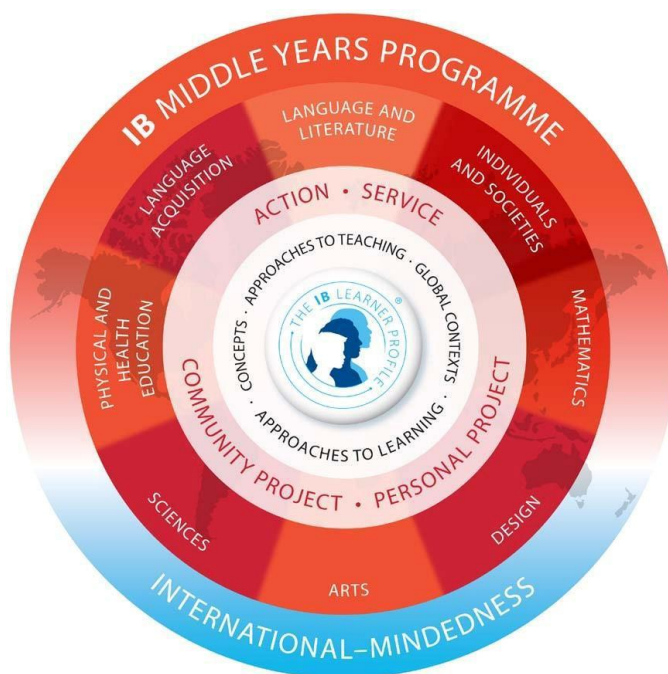 IB MIDDLE YEARS PROGRAMME
LANGUAGE AND
LITERATURE
INDIVIDUALS
AND SOCIETIES
MATHEMATICS
DESIGN
ARTS
SCIENCES
PHYSICAL AND
HEALTH
EDUCATION
LANGUAGE
ACQUISITION
ACTION • SERVICE
COMMUNITY PROJECT • PERSONAL PROJECT
· CONCEPTS · APPROACHES TO TEACHING · GLOBAL CONTEXTS ·
APPROACHES TO LEARNING
THE IB LEARNER PROFILE ®
INTERNATIONAL–MINDEDNESS